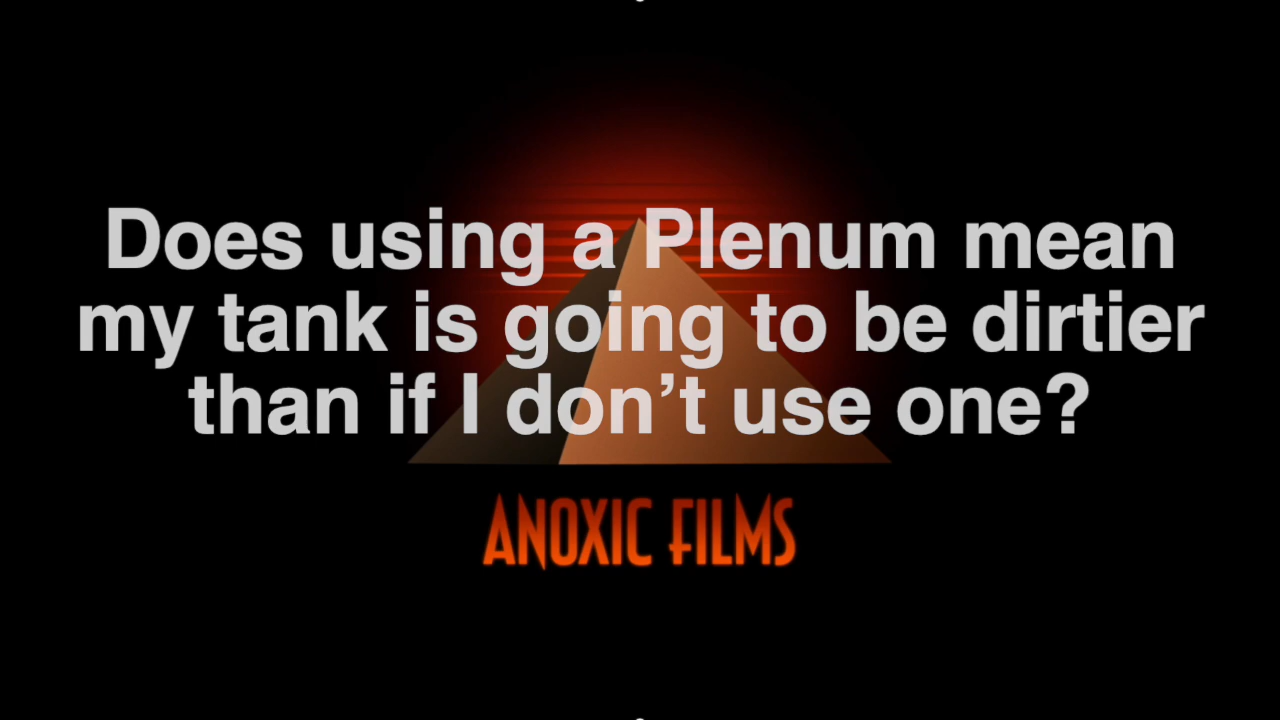 Does using a Plenum mean
my tank is going to be dirtier
than if I don’t use one?
ANOXIC FILMS